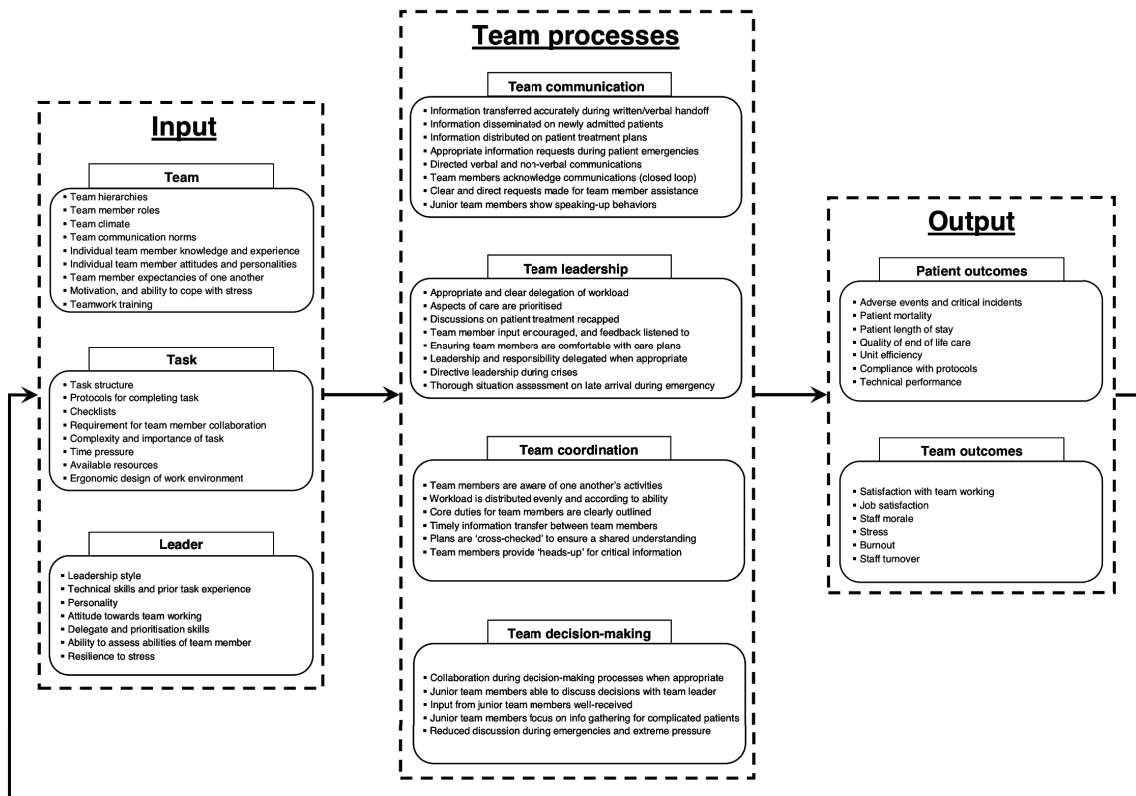 Input
Team
▪ Team hierarchies
▪ Team member roles
▪ Team climate
▪ Team communication norms
▪ Individual team member knowledge and experience
▪ Individual team member attitudes and personalities
▪ Team member expectancies of one another
▪ Motivation, and ability to cope with stress
▪ Teamwork training
Task
▪ Task structure
▪ Protocols for completing task
▪ Checklists
▪ Requirement for team member collaboration
▪ Complexity and importance of task
▪ Time pressure
▪ Available resources
▪ Ergonomic design of work environment
Leader
▪ Leadership style
▪ Technical skills and prior task experience
▪ Personality
▪ Attitude towards team working
▪ Delegate and prioritisation skills
▪ Ability to assess abilities of team member
▪ Resilience to stress
Team processes
Team communication
▪ Information transferred accurately during written/verbal handoff
▪ Information disseminated on newly admitted patients
▪ Information distributed on patient treatment plans
▪ Appropriate information requests during patient emergencies
▪ Directed verbal and non-verbal communications
▪ Team members acknowledge communications (closed loop)
▪ Clear and direct requests made for team member assistance
▪ Junior team members show speaking-up behaviors
Team leadership
▪ Appropriate and clear delegation of workload
▪ Aspects of care are prioritised
▪ Discussions on patient treatment recapped
▪ Team member input encouraged, and feedback listened to
▪ Ensuring team members are comfortable with care plans
▪ Leadership and responsibility delegated when appropriate
▪ Directive leadership during crises
▪ Thorough situation assessment on late arrival during emergency
Team coordination
▪ Team members are aware of one another's activities
▪ Workload is distributed evenly and according to ability
▪ Core duties for team members are clearly outlined
▪ Timely information transfer between team members
▪ Plans are ‘cross-checked’ to ensure a shared understanding
▪ Team members provide ‘heads-up’ for critical information
Team decision-making
▪ Collaboration during decision-making processes when appropriate
▪ Junior team members able to discuss decisions with team leader
▪ Input from junior team members well-received
▪ Junior team members focus on info gathering for complicated patients
▪ Reduced discussion during emergencies and extreme pressure
Output
Patient outcomes
▪ Adverse events and critical incidents
▪ Patient mortality
▪ Patient length of stay
▪ Quality of end of life care
▪ Unit efficiency
▪ Compliance with protocols
▪ Technical performance
Team outcomes
▪ Satisfaction with team working
▪ Job satisfaction
▪ Staff morale
▪ Stress
▪ Burnout
▪ Staff turnover